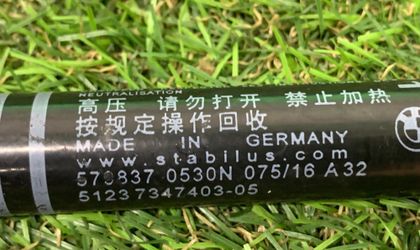 NEUTRALISATION
高压 请勿打开 禁止加热
按规定操作回收
MADE IN GERMANY
www.stabilus.com
570837 0530N 075/16 A32
51237347403-05